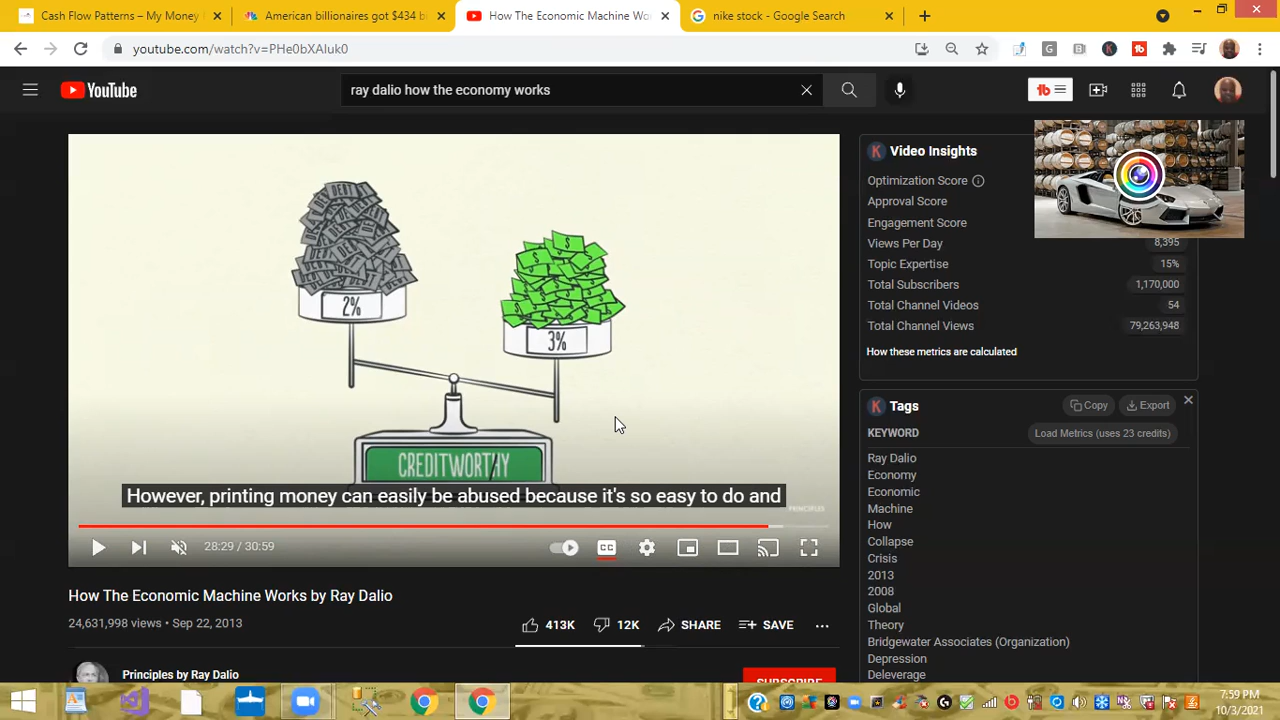 Cash Flow Patterns – My Money
American billionaires got $434 b
How The Economic Machine Wo
nike stock - Google Search
youtube.com/watch?v=PHe0bXAIuk0
YouTube
ray dalio how the economy works
Video Insights
Optimization Score
Approval Score
Engagement Score
Views Per Day 8,395
Topic Expertise 15%
Total Subscribers 1,170,000
Total Channel Videos 54
Total Channel Views 79,263,948
How these metrics are calculated
DEBT
2%
$
3%
CREDITWORTHY
However, printing money can easily be abused because it's so easy to do and
PRINCIPLES
28:29 / 30:59
CC
Tags
Copy
Export
KEYWORD
Load Metrics (uses 23 credits)
Ray Dalio
Economy
Economic
Machine
How
Collapse
Crisis
2013
2008
Global
Theory
Bridgewater Associates (Organization)
Depression
Deleverage
How The Economic Machine Works by Ray Dalio
24,631,998 views • Sep 22, 2013
413K
12K
SHARE
SAVE
Principles by Ray Dalio
SUBSCRIBE
7:59 PM
10/3/2021